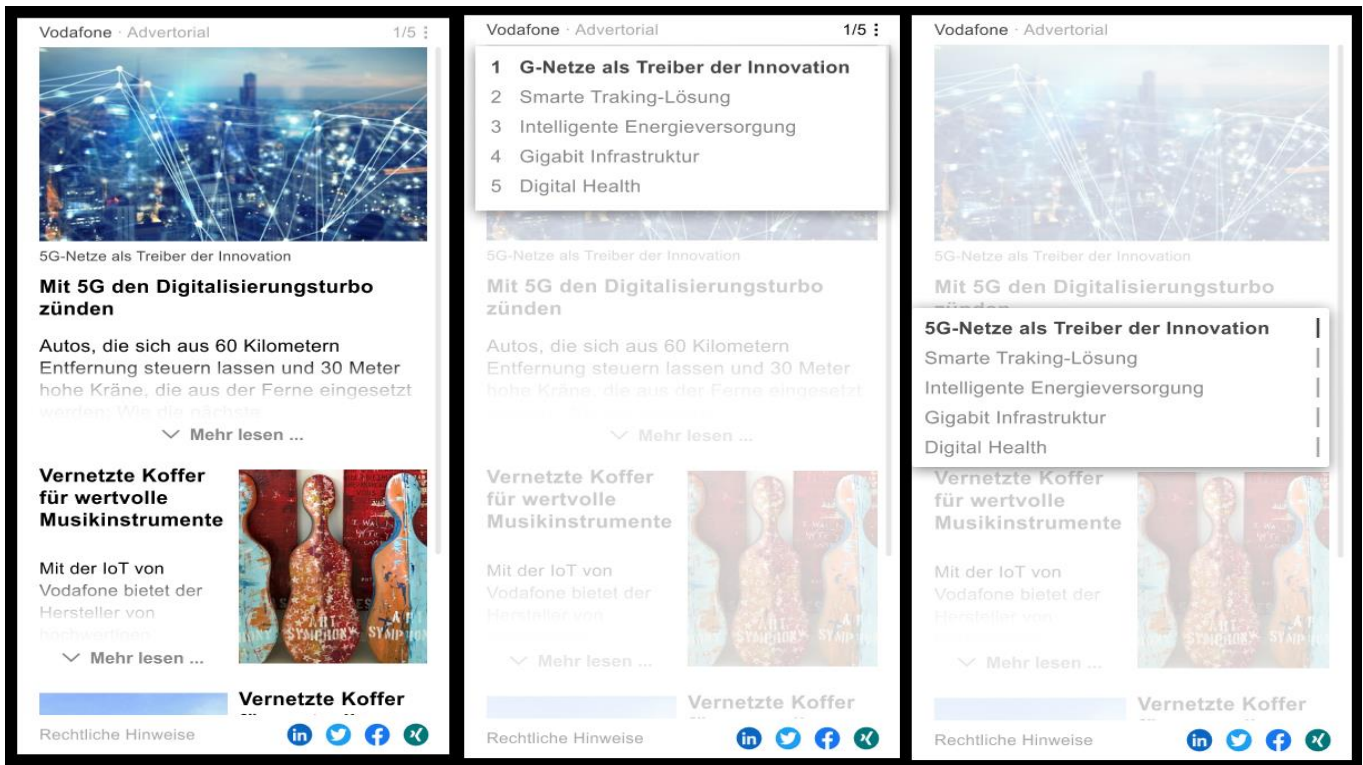 Vodafone · Advertorial 1/5
5G-Netze als Treiber der Innovation
Mit 5G den Digitalisierungsturbo
zünden
Autos, die sich aus 60 Kilometern
Entfernung steuern lassen und 30 Meter
hohe Kräne, die aus der Ferne eingesetzt
werden: Wie die nächste
Mehr lesen ...
Vernetzte Koffer
für wertvolle
Musikinstrumente
Mit der IoT von
Vodafone bietet der
Hersteller von
hochwertigen
Mehr lesen ...
ART
SYMPHONY
Vernetzte Koffer
Rechtliche Hinweise
Vodafone · Advertorial 1/5
1 G-Netze als Treiber der Innovation
2 Smarte Traking-Lösung
3 Intelligente Energieversorgung
4 Gigabit Infrastruktur
5 Digital Health
5G-Netze als Treiber der Innovation
Mit 5G den Digitalisierungsturbo
zünden
Autos, die sich aus 60 Kilometern
Entfernung steuern lassen und 30 Meter
hohe Kräne, die aus der Ferne eingesetzt
Mehr lesen ...
Vernetzte Koffer
für wertvolle
Musikinstrumente
Mit der IoT von
Vodafone bietet der
Hersteller von
Mehr lesen ...
Vernetzte Koffer
Rechtliche Hinweise
Vodafone · Advertorial
5G-Netze als Treiber der Innovation
Mit 5G den Digitalisierungsturbo
zünden
5G-Netze als Treiber der Innovation
Smarte Traking-Lösung
Intelligente Energieversorgung
Gigabit Infrastruktur
Digital Health
Vernetzte Koffer
für wertvolle
Musikinstrumente
Mit der IoT von
Vodafone bietet der
Hersteller von
Mehr lesen ...
Vernetzte Koffer
Rechtliche Hinweise